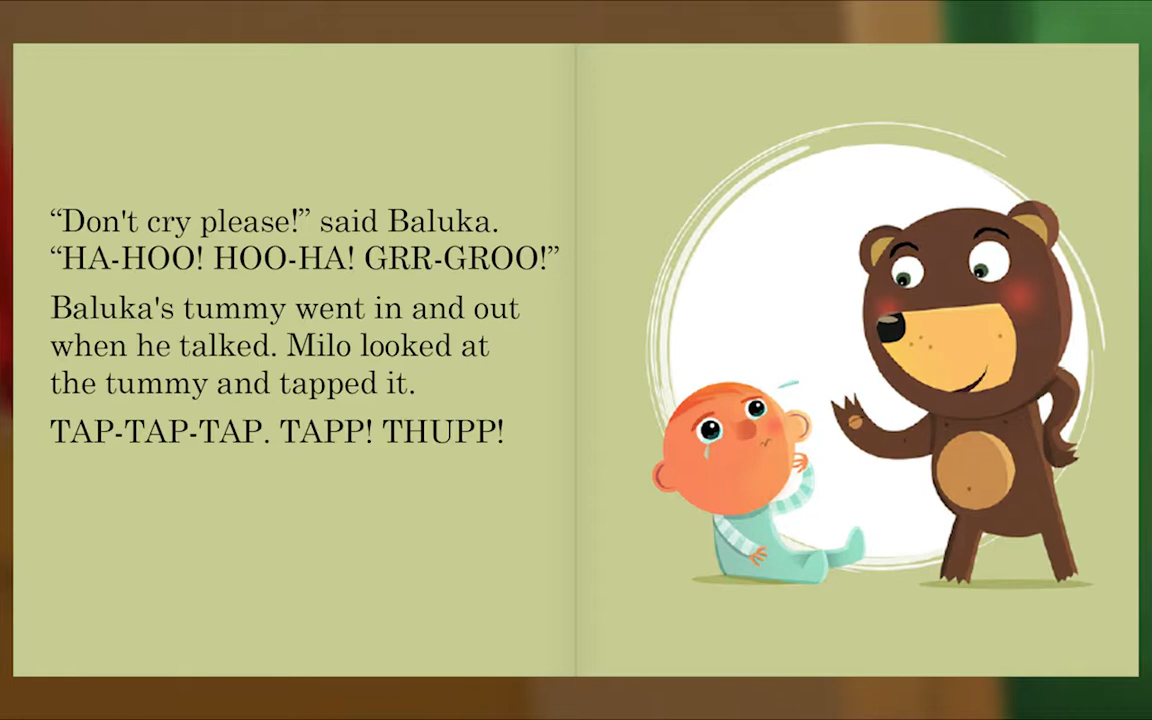 “Don't cry please!” said Baluka.
“HA-HOO! HOO-HA! GRR-GROO!”
Baluka's tummy went in and out
when he talked. Milo looked at
the tummy and tapped it.
TAP-TAP-TAP. TAPP! THUPP!